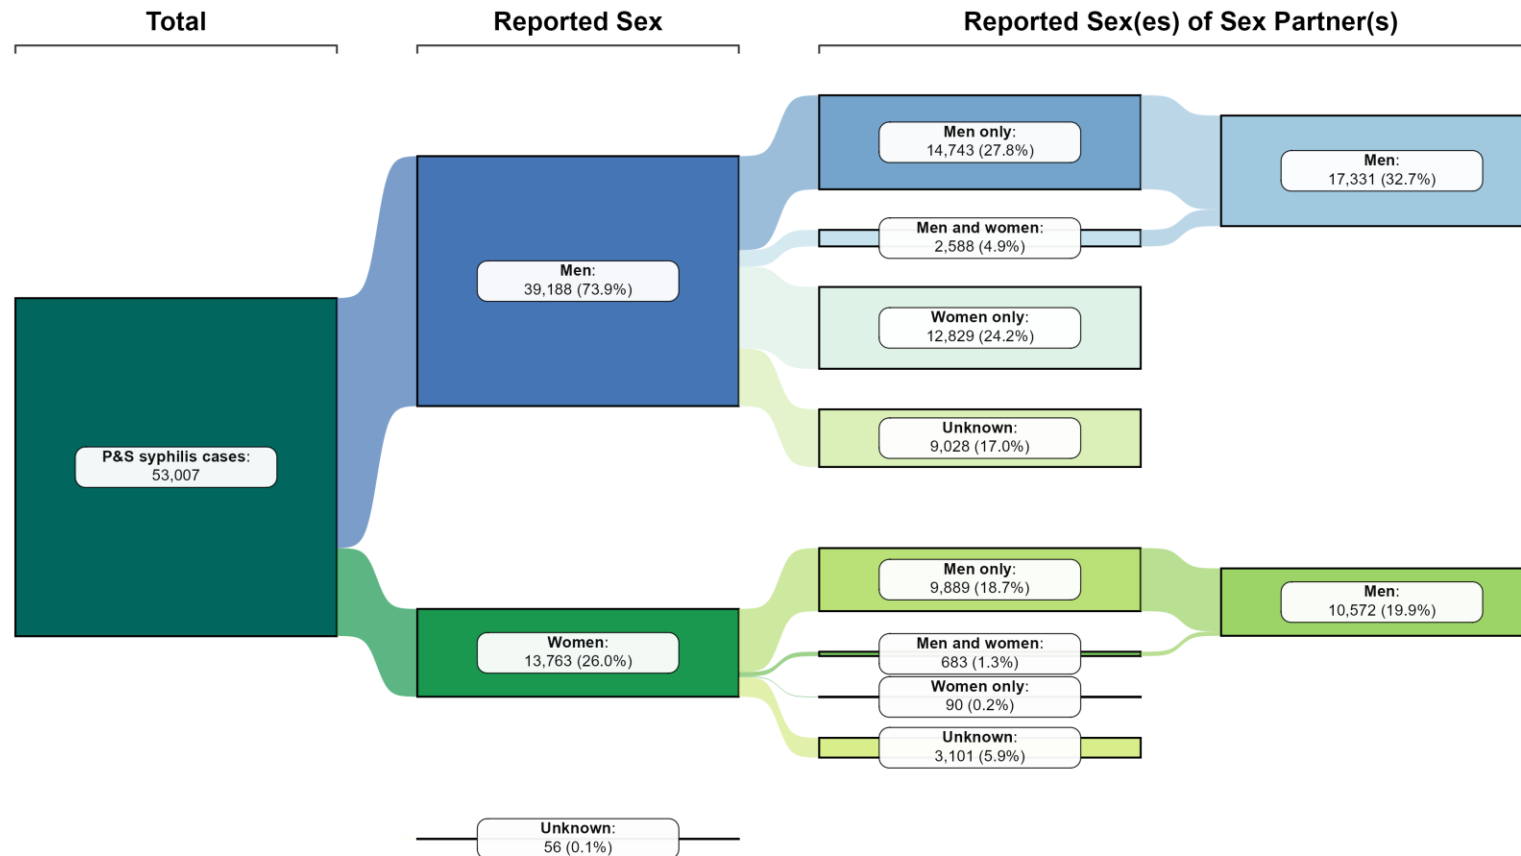 Total
Reported Sex
Reported Sex(es) of Sex Partner(s)
P&S syphilis cases:
53,007
Men:
39,188 (73.9%)
Women:
13,763 (26.0%)
Unknown:
56 (0.1%)
Men only:
14,743 (27.8%)
Men and women:
2,588 (4.9%)
Women only:
12,829 (24.2%)
Unknown:
9,028 (17.0%)
Men only:
9,889 (18.7%)
Men and women:
683 (1.3%)
Women only:
90 (0.2%)
Unknown:
3,101 (5.9%)
Men:
17,331 (32.7%)
Men:
10,572 (19.9%)